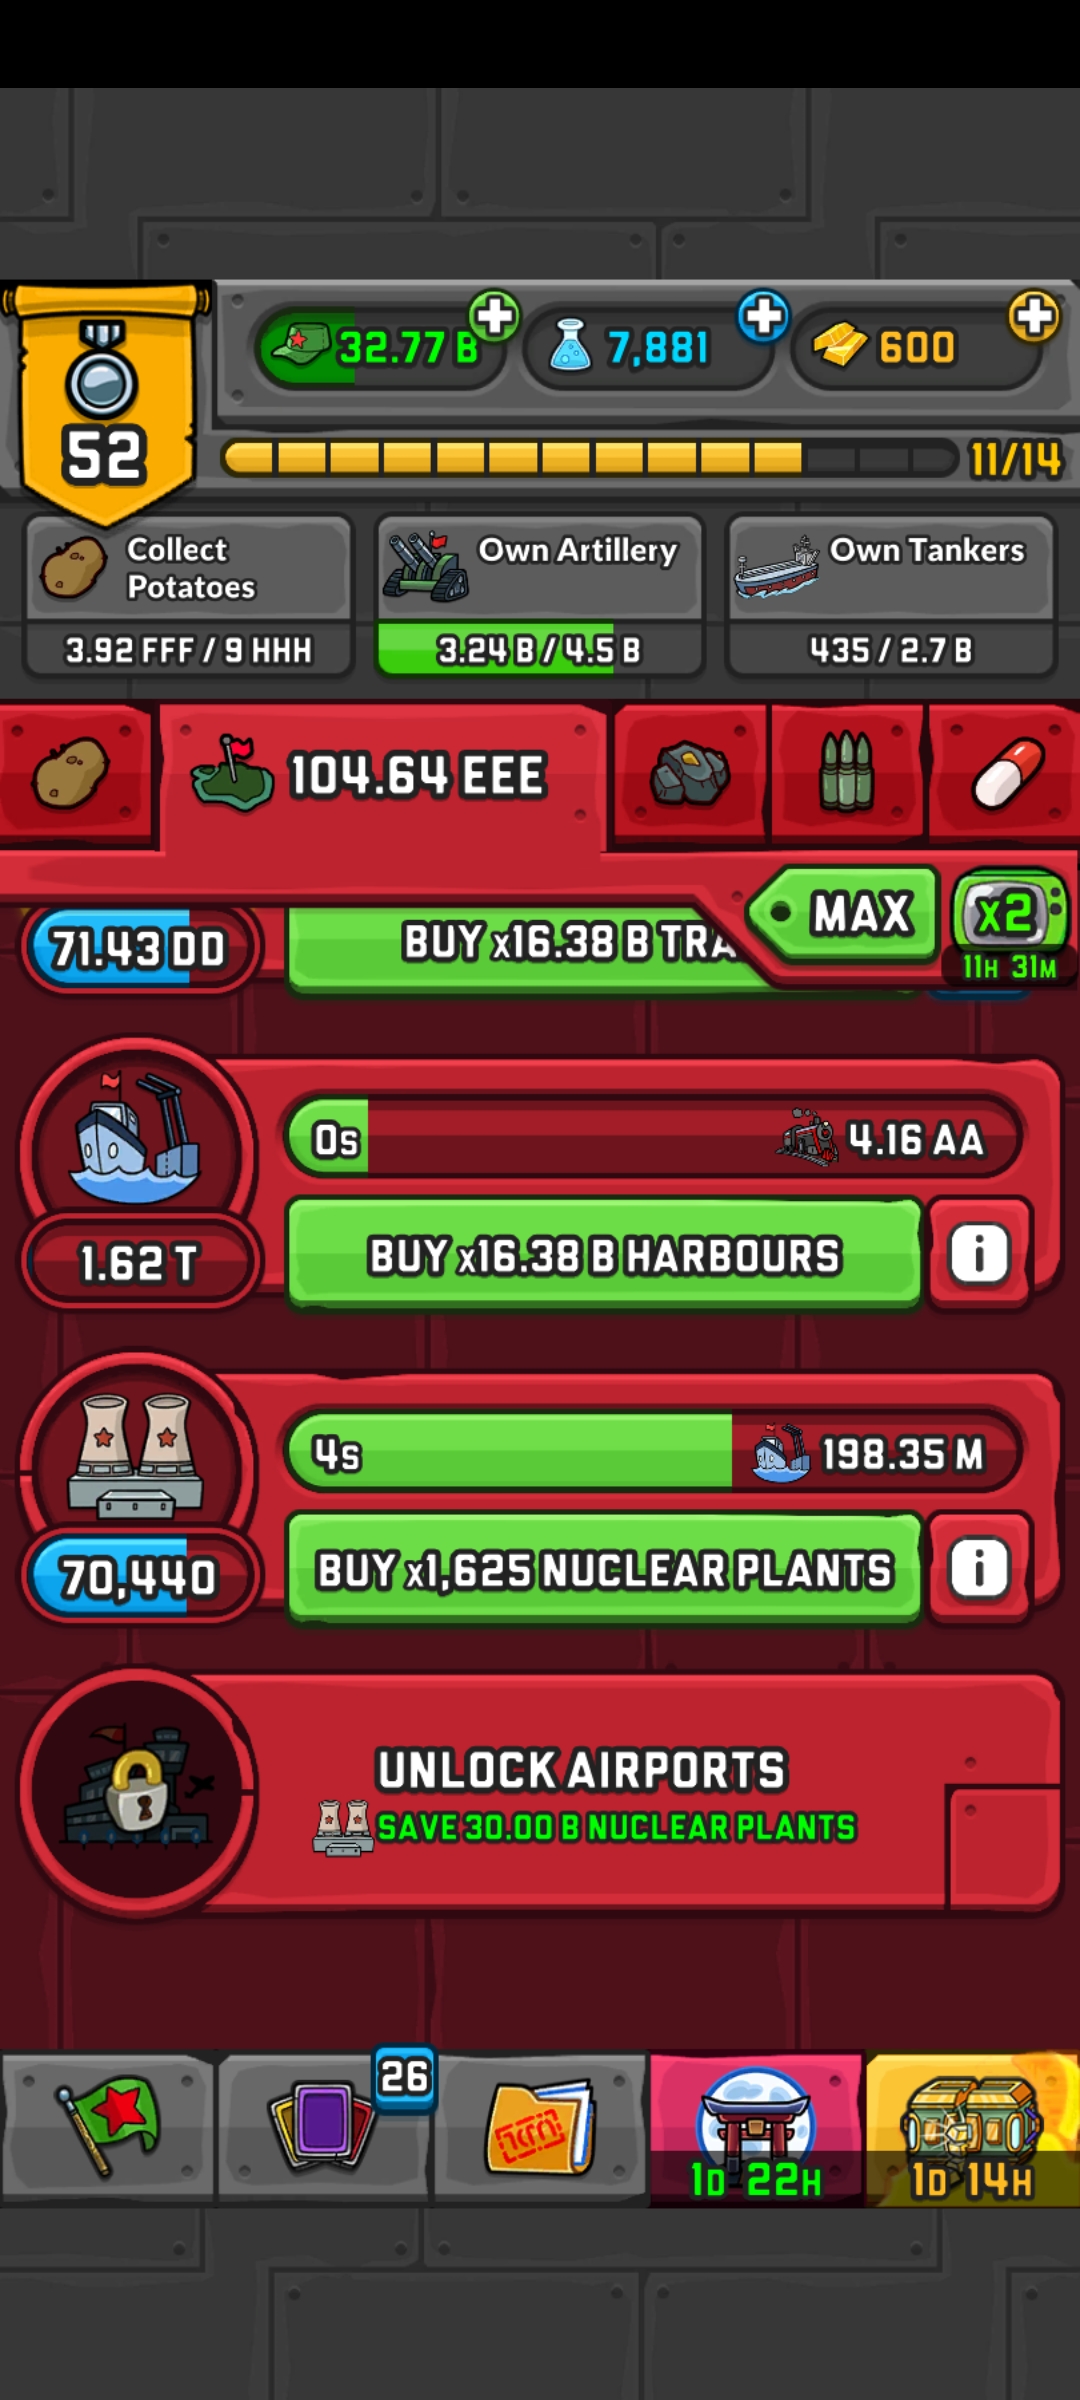 32.77 B
7,881
600
52
11/14
Collect
Potatoes
3.92 FFF / 9 HHH
Own Artillery
3.24 B / 4.5 B
Own Tankers
435 / 2.7 B
104.64 EEE
MAX
x2
11H 31M
71.43 DD
BUY x16.38 B TRA
0s
4.16 AA
1.62 T
BUY x16.38 B HARBOURS
i
4s
198.35 M
70,440
BUY x1,625 NUCLEAR PLANTS
i
UNLOCK AIRPORTS
SAVE 30.00 B NUCLEAR PLANTS
26
1D 22H
1D 14H